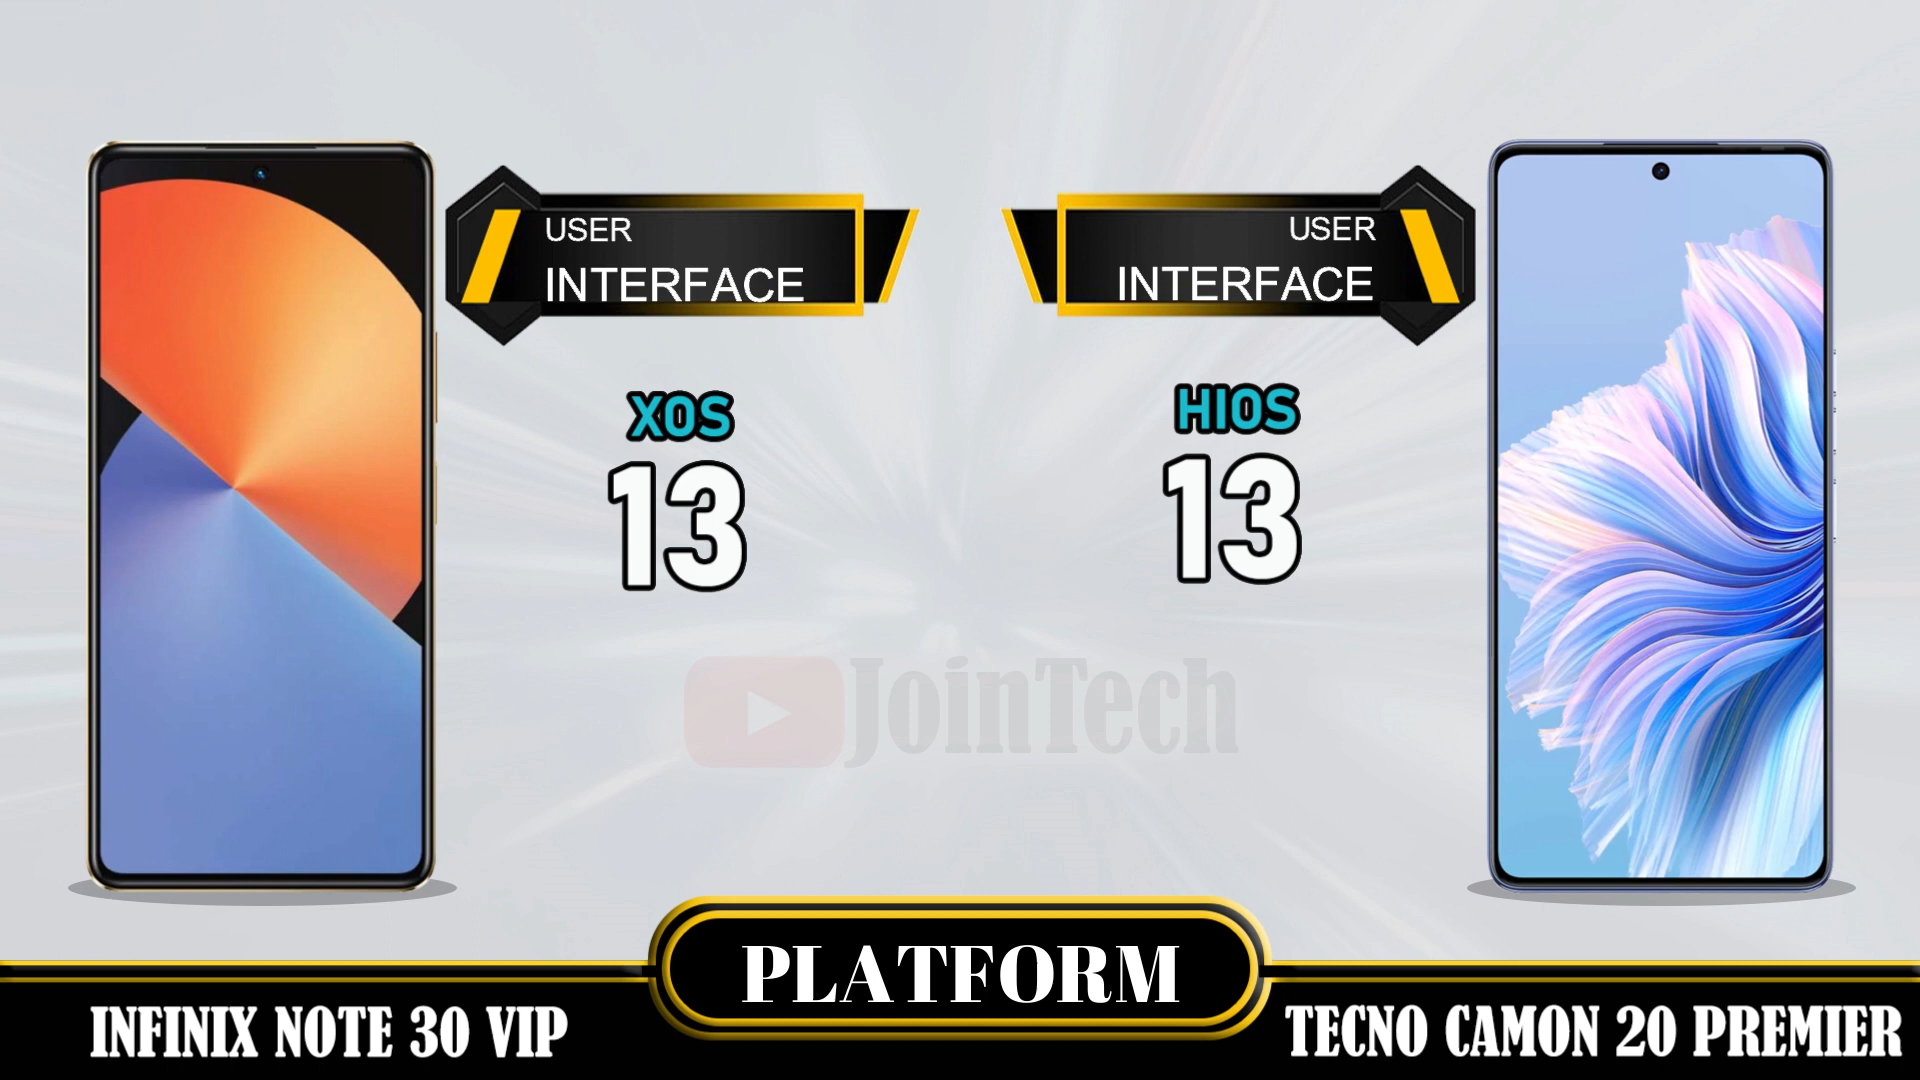 USER
INTERFACE
XOS
13
USER
INTERFACE
HIOS
13
JoinTech
PLATFORM
INFINIX NOTE 30 VIP
TECNO CAMON 20 PREMIER